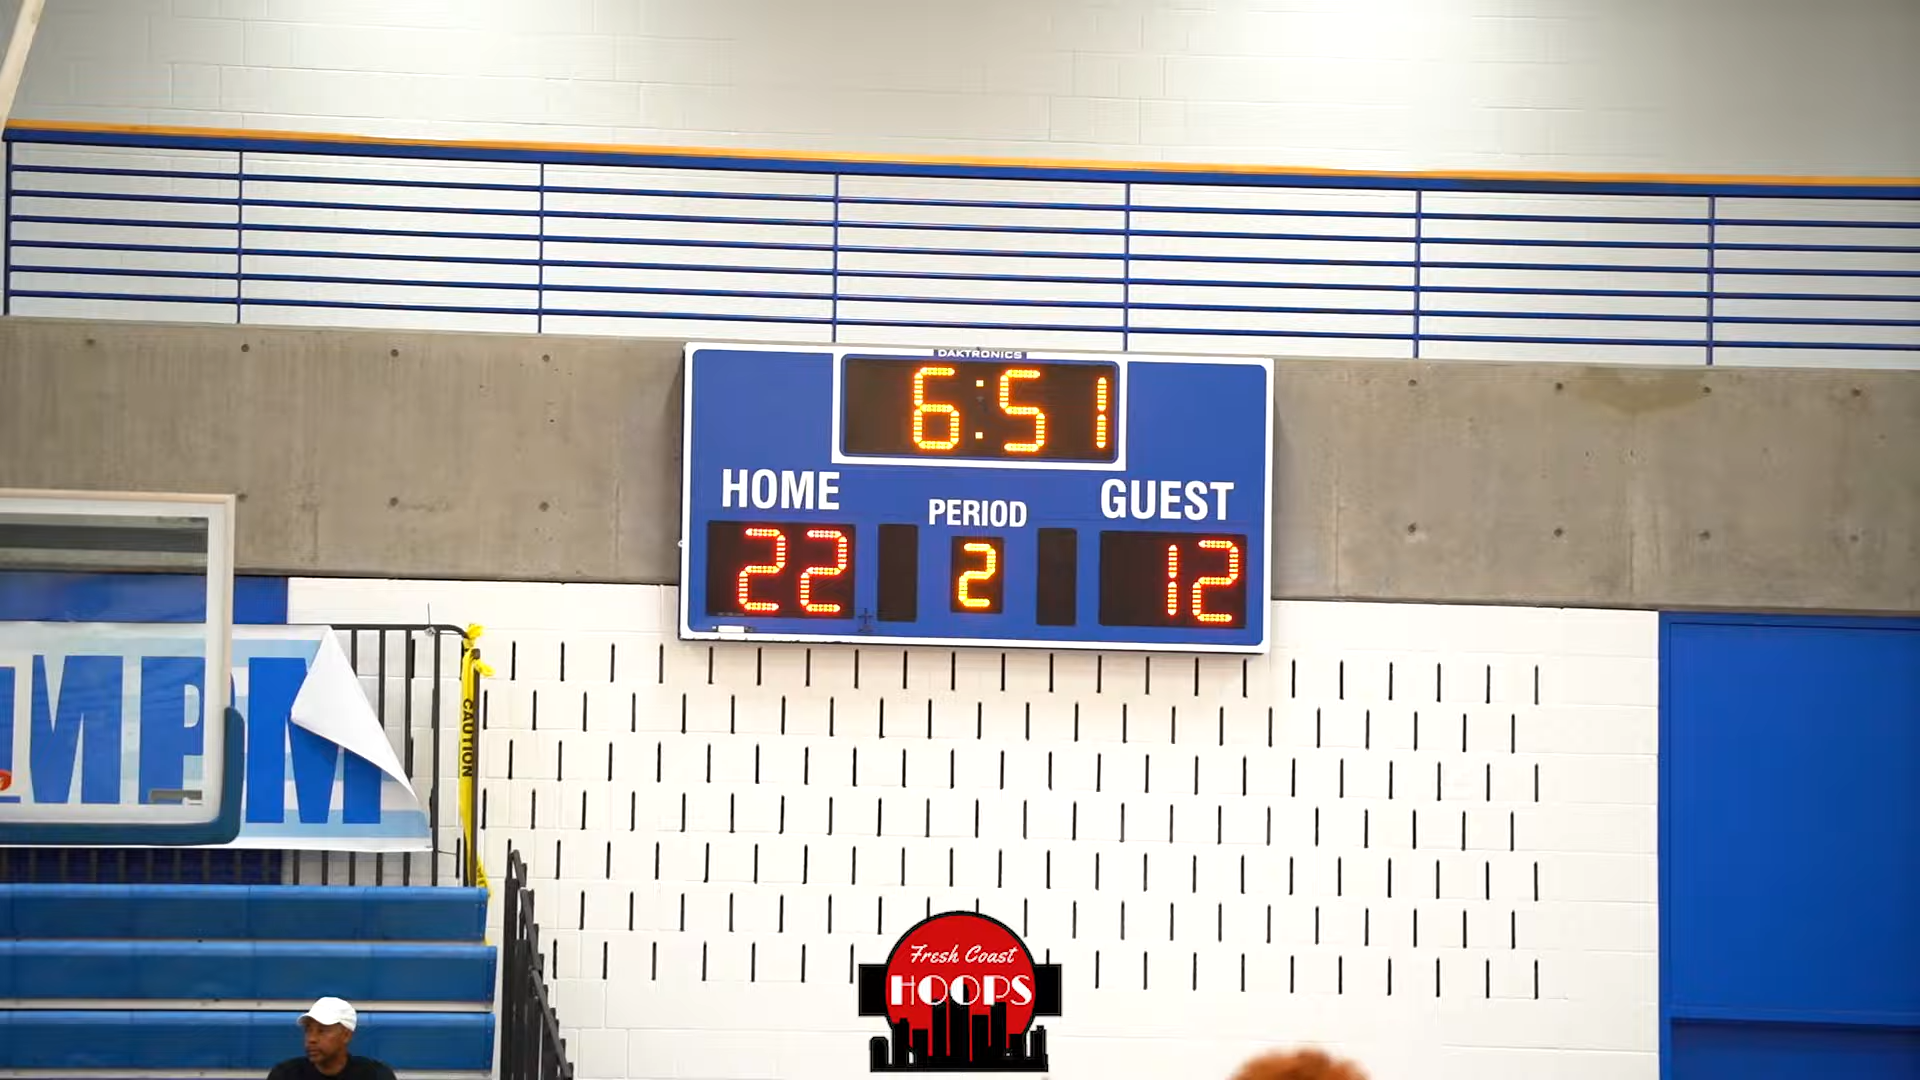 DAKTRONICS
6:51
HOME
PERIOD
GUEST
22
2
12
CAUTION
Fresh Coast
HOOPS